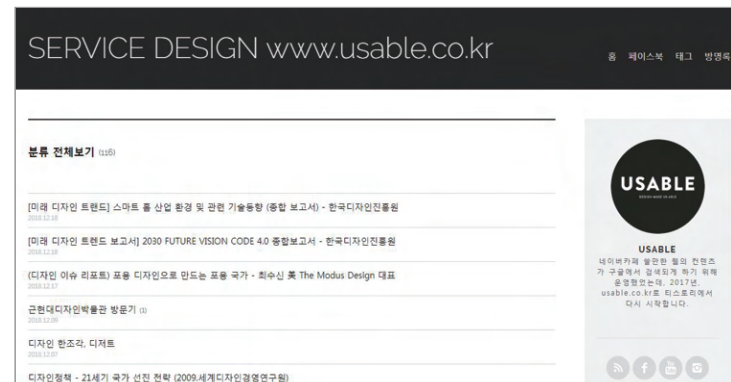 SERVICE DESIGN www.usable.co.kr
홈 페이스북 태그 방명록
분류 전체보기 (116)
[미래 디자인 트랜드] 스마트 홈 산업 환경 및 관련 기술동향 (종합 보고서) - 한국디자인진흥원
2018.12.18
[미래 디자인 트렌드 보고서] 2030 FUTURE VISION CODE 4.0 종합보고서 - 한국디자인진흥원
2018.12.18
(디자인 이슈 리포트) 포용 디자인으로 만드는 포용 국가 - 최수신 美 The Modus Design 대표
2018.12.17
근현대디자인박물관 방문기 (1)
2018.12.09
디자인 한조각, 디저트
2018.12.07
디자인정책 - 21세기 국가 선진 전략 (2009.세계디자인경영연구원)
USABLE
USABLE
네이버카페 쓸만한 웹의 컨텐츠
가 구글에서 검색되게 하기 위해
운영했었는데, 2017년,
usable.co.kr로 티스토리에서
다시 시작합니다.